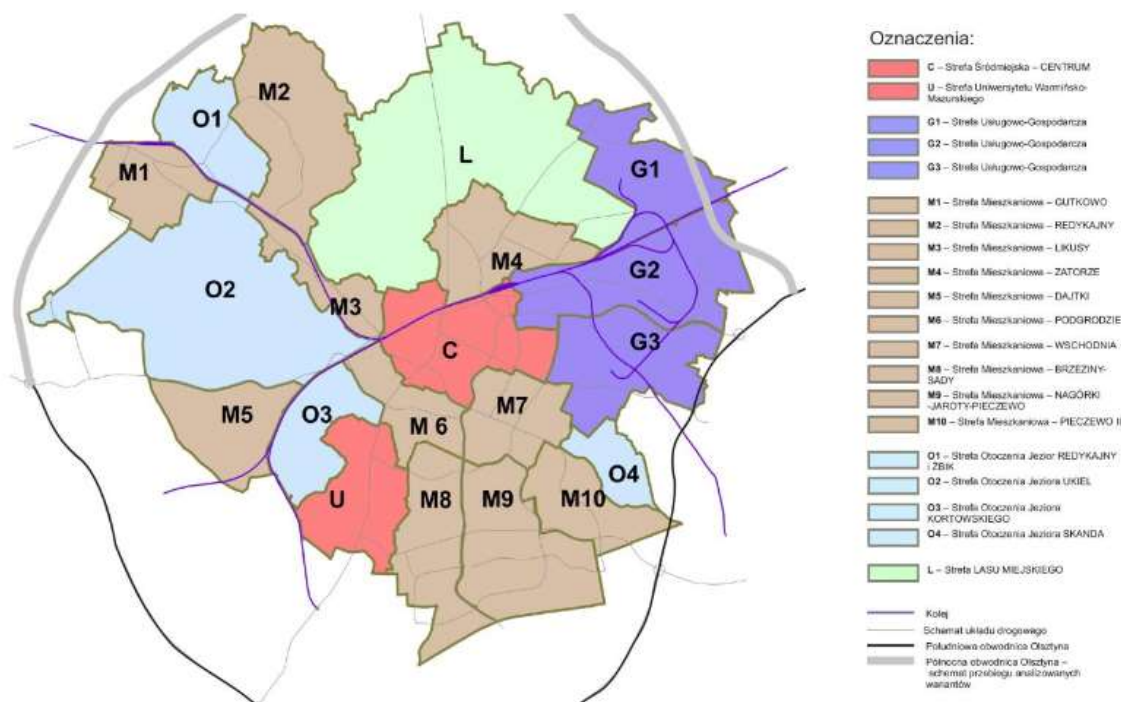 M2
O1
M1
L
G1
M4
G2
O2
M3
C
G3
M5
O3
M 6
M7
O4
U
M8
M9
M10
Oznaczenia:
C – Strefa Śródmiejska – CENTRUM
U – Strefa Uniwersytetu Warmińsko-
Mazurskiego
G1 – Strefa Usługowo-Gospodarcza
G2 – Strefa Usługowo-Gospodarcza
G3 – Strefa Usługowo-Gospodarcza
M1 – Strefa Mieszkaniowa – GUTKOWO
M2 – Strefa Mieszkaniowa – REDYKAJNY
M3 – Strefa Mieszkaniowa – LIKUSY
M4 – Strefa Mieszkaniowa – ZATORZE
M5 – Strefa Mieszkaniowa – DAJTKI
M6 – Strefa Mieszkaniowa – PODGRODZIE
M7 – Strefa Mieszkaniowa – WSCHODNIA
M8 – Strefa Mieszkaniowa – BRZEZINY-
SADY
M9 – Strefa Mieszkaniowa – NAGÓRKI
-JAROTY-PIECZEWO
M10 – Strefa Mieszkaniowa – PIECZEWO II
O1 – Strefa Otoczenia Jezior REDYKAJNY
i ŻBIK
O2 – Strefa Otoczenia Jeziora UKIEL
O3 – Strefa Otoczenia Jeziora
KORTOWSKIEGO
O4 – Strefa Otoczenia Jeziora SKANDA
L – Strefa LASU MIEJSKIEGO
Kolej
Schemat układu drogowego
Południowa obwodnica Olsztyna
Północna obwodnica Olsztyna –
schemat przebiegu analizowanych
wariantów